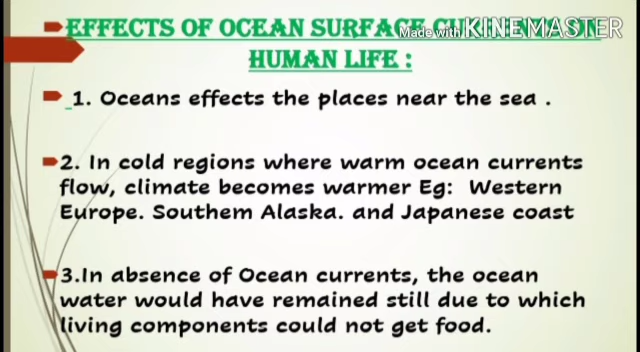 EFFECTS OF OCEAN SURFACE
Made with KINEMASTER
HUMAN LIFE :
1. Oceans effects the places near the sea .
2. In cold regions where warm ocean currents
flow, climate becomes warmer Eg: Western
Europe. Southem Alaska. and Japanese coast
3.In absence of Ocean currents, the ocean
water would have remained still due to which
living components could not get food.